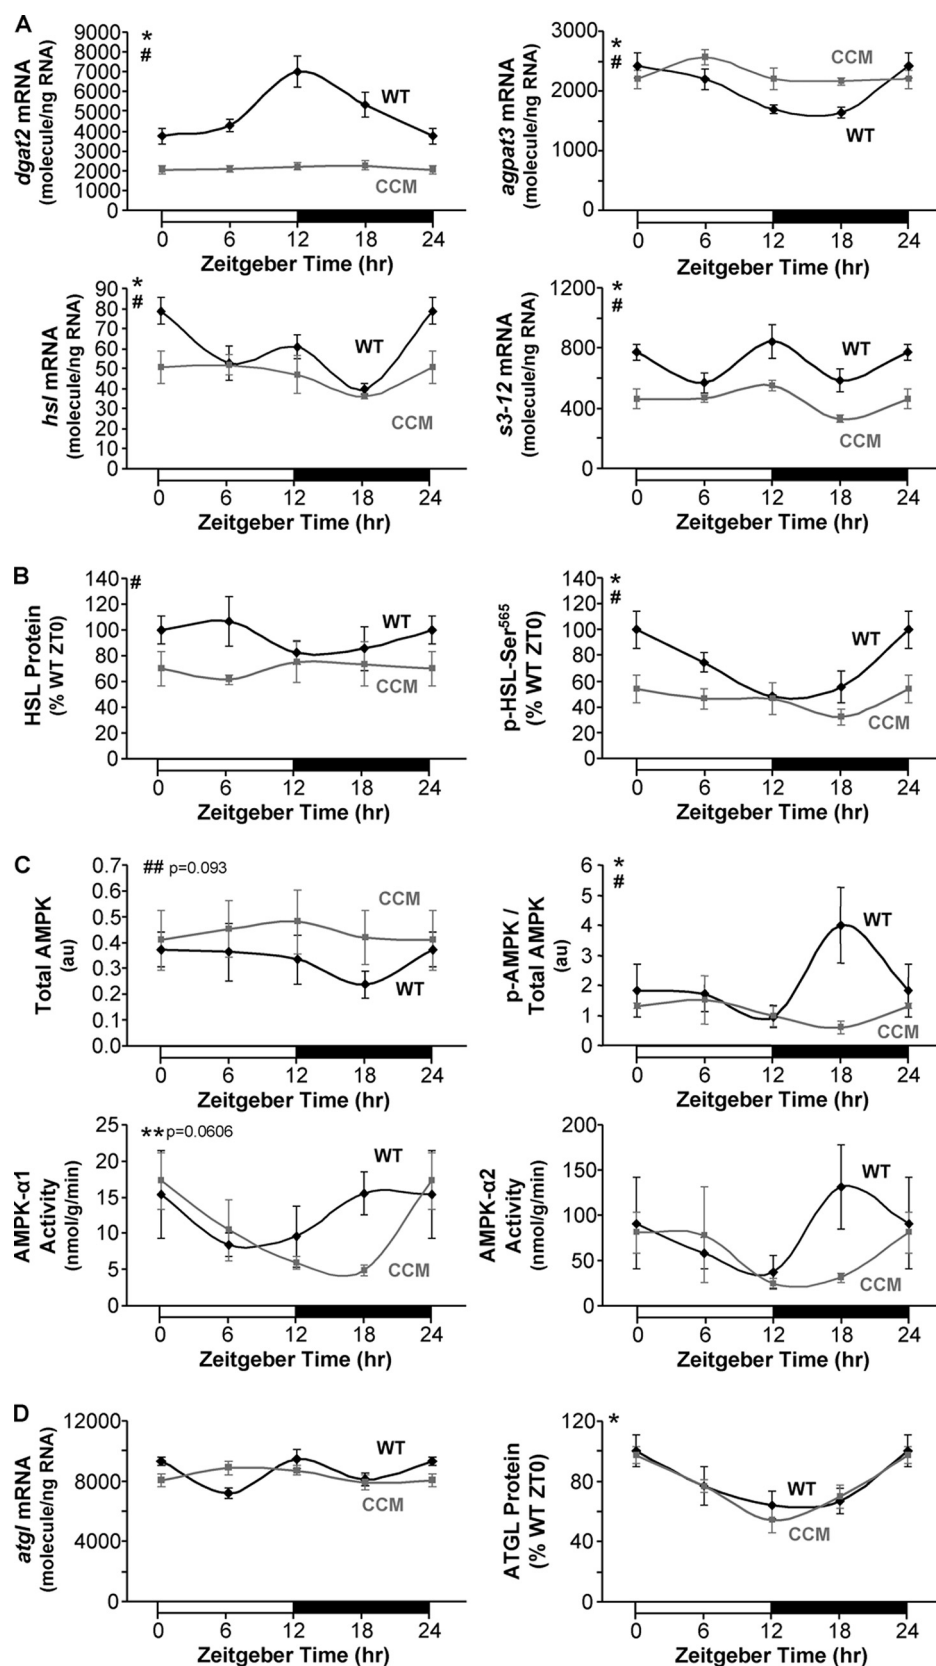 A
dgat2 mRNA
(molecule/ng RNA)
9000
8000
7000
6000
5000
4000
3000
2000
1000
0
*
#
WT
CCM
0 6 12 18 24
Zeitgeber Time (hr)
agpat3 mRNA
(molecule/ng RNA)
3000
2000
1000
0
*
#
CCM
WT
0 6 12 18 24
Zeitgeber Time (hr)
hsl mRNA
(molecule/ng RNA)
90
80
70
60
50
40
30
20
10
0
*
#
WT
CCM
0 6 12 18 24
Zeitgeber Time (hr)
s3-12 mRNA
(molecule/ng RNA)
1200
800
400
0
*
#
WT
CCM
0 6 12 18 24
Zeitgeber Time (hr)
B
HSL Protein
(% WT ZT0)
140
120
100
80
60
40
20
0
#
WT
CCM
0 6 12 18 24
Zeitgeber Time (hr)
p-HSL-Ser565
(% WT ZT0)
140
120
100
80
60
40
20
0
*
#
WT
CCM
0 6 12 18 24
Zeitgeber Time (hr)
C
Total AMPK
(au)
0.7
0.6
0.5
0.4
0.3
0.2
0.1
0.0
## p=0.093
CCM
WT
0 6 12 18 24
Zeitgeber Time (hr)
p-AMPK /
Total AMPK
(au)
6
5
4
3
2
1
0
*
#
WT
CCM
0 6 12 18 24
Zeitgeber Time (hr)
AMPK-α1
Activity
(nmol/g/min)
25
20
15
10
5
0
** p=0.0606
WT
CCM
0 6 12 18 24
Zeitgeber Time (hr)
AMPK-α2
Activity
(nmol/g/min)
200
150
100
50
0
WT
CCM
0 6 12 18 24
Zeitgeber Time (hr)
D
atgl mRNA
(molecule/ng RNA)
12000
8000
4000
0
WT
CCM
0 6 12 18 24
Zeitgeber Time (hr)
ATGL Protein
(% WT ZT0)
120
80
40
0
*
WT
CCM
0 6 12 18 24
Zeitgeber Time (hr)